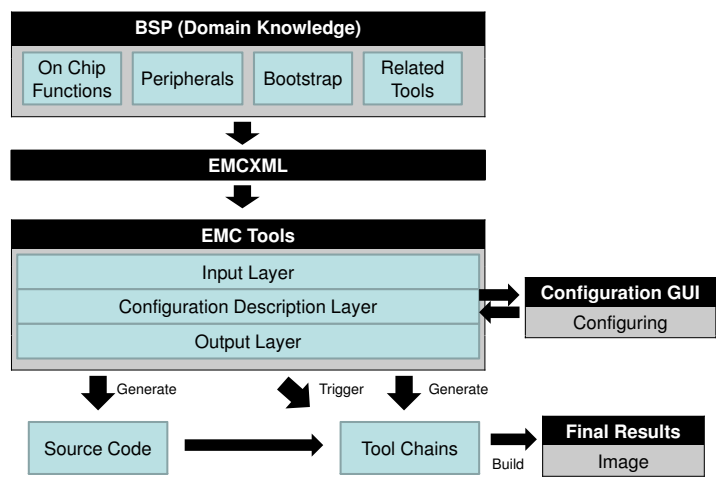 BSP (Domain Knowledge)
On Chip
Functions
Peripherals
Bootstrap
Related
Tools
EMCXML
EMC Tools
Input Layer
Configuration Description Layer
Output Layer
Configuration GUI
Configuring
Generate
Trigger
Generate
Source Code
Tool Chains
Build
Final Results
Image